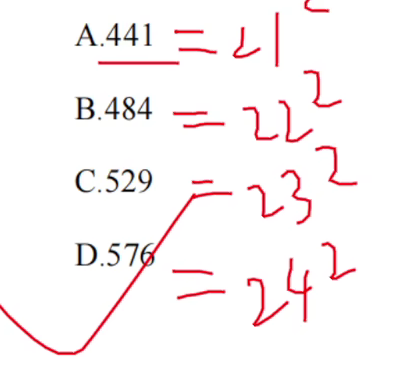 A.441 = 21²
B.484 = 22²
C.529 = 23²
D.576 = 24²